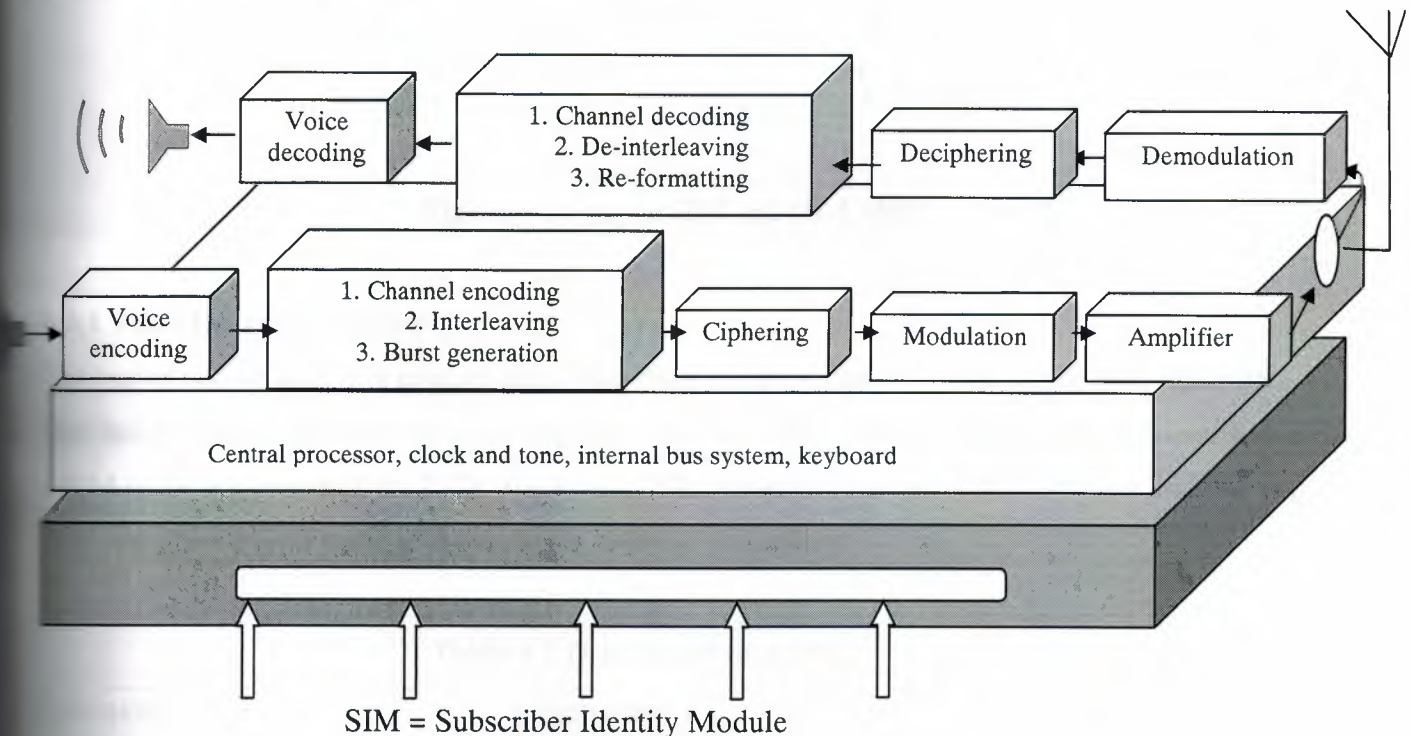 Voice
decoding
1. Channel decoding
2. De-interleaving
3. Re-formatting
Deciphering
Demodulation
Voice
encoding
1. Channel encoding
2. Interleaving
3. Burst generation
Ciphering
Modulation
Amplifier
Central processor, clock and tone, internal bus system, keyboard
SIM = Subscriber Identity Module